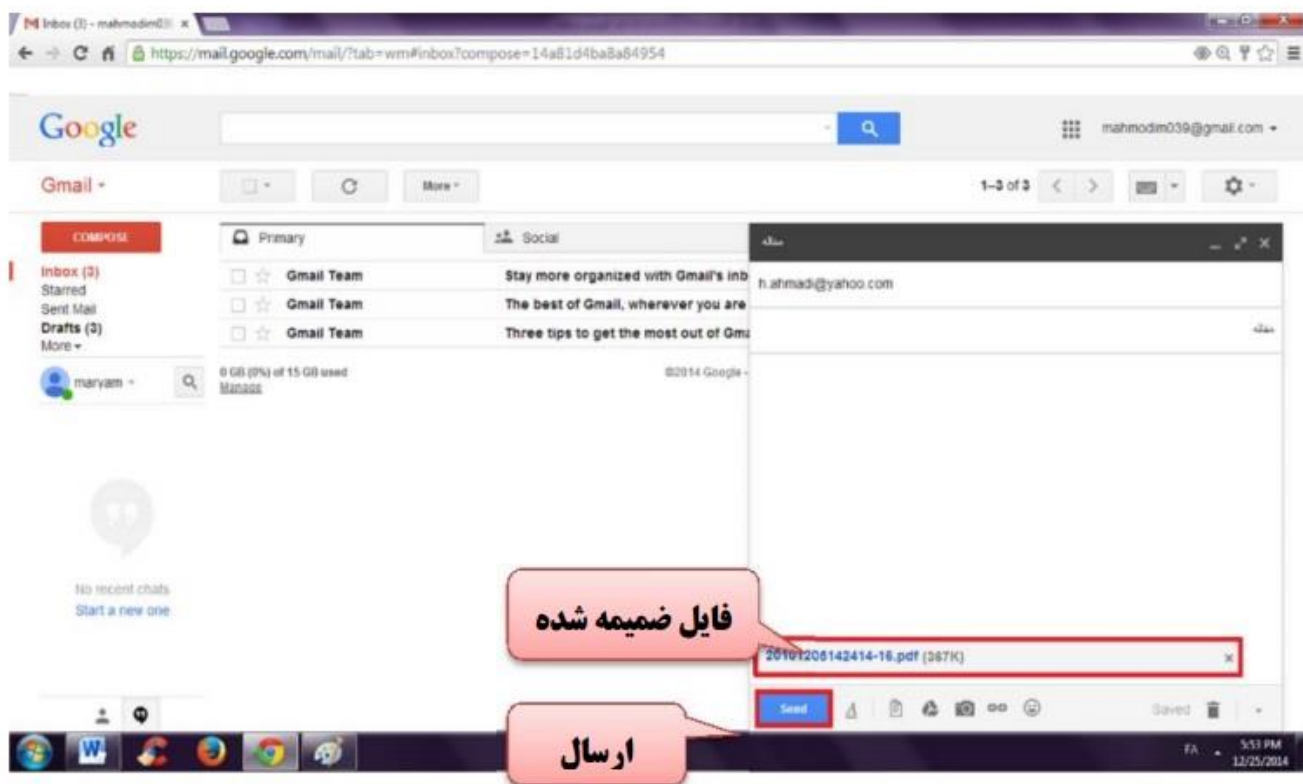 Inbox (3) - mahmodim03
https://mail.google.com/mail/?tab=wm#inbox?compose=14a81d4ba8a84954
Google
mahmodim039@gmail.com
Gmail
More
1–3 of 3
COMPOSE
Primary
Social
مقاله
Inbox (3)
Gmail Team Stay more organized with Gmail's inb
h.ahmadi@yahoo.com
Starred
Sent Mail
Gmail Team The best of Gmail, wherever you are
Drafts (3)
Gmail Team Three tips to get the most out of Gma
مقاله
More
maryam
0 GB (0%) of 15 GB used
Manage
©2014 Google -
No recent chats
Start a new one
فایل ضمیمه شده
20101206142414-16.pdf (367K)
Send
Saved
ارسال
FA
5:53 PM
12/25/2014